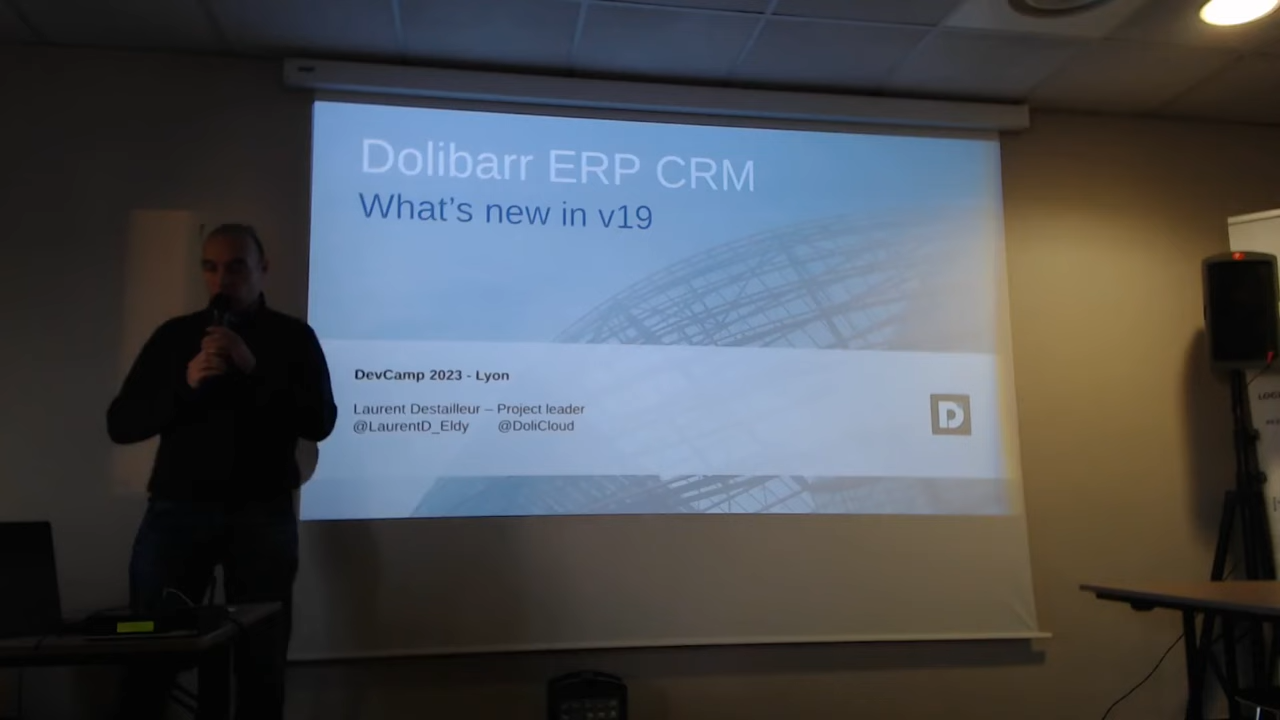 Dolibarr ERP CRM
What's new in v19
DevCamp 2023 - Lyon
Laurent Destailleur – Project leader
@LaurentD_Eldy @DoliCloud
D